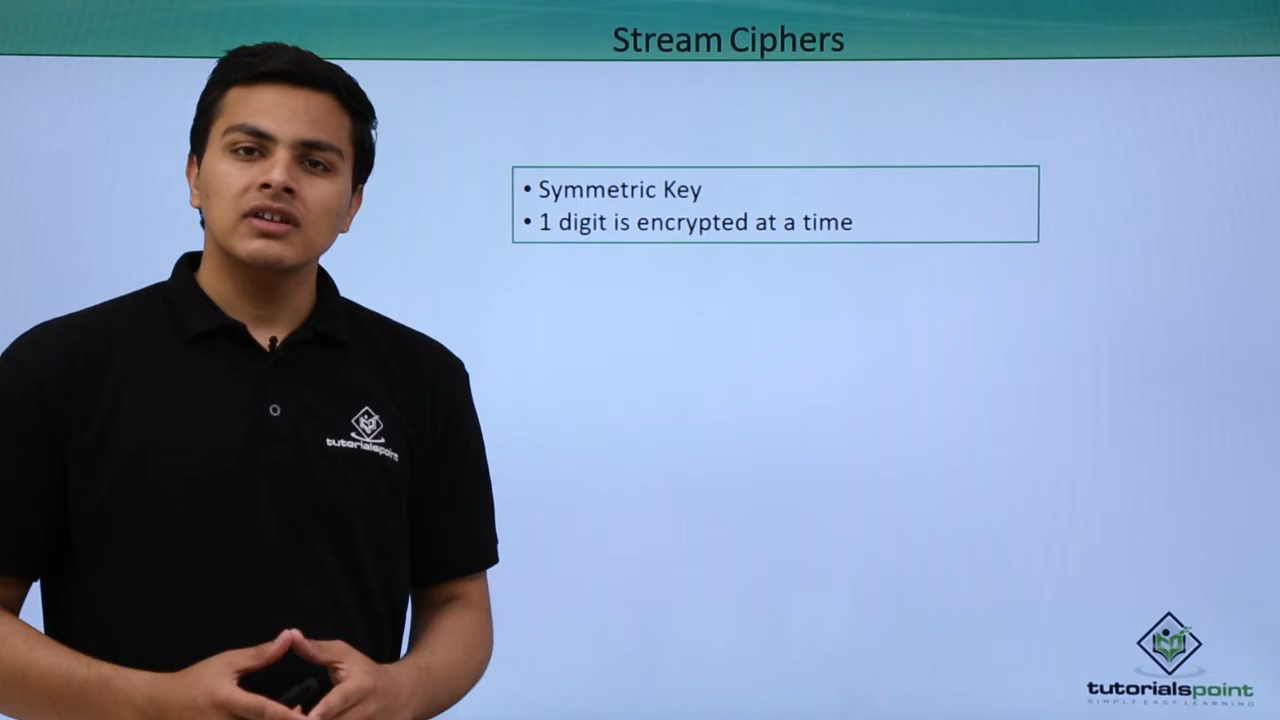 Stream Ciphers
• Symmetric Key
• 1 digit is encrypted at a time
tutorialspoint
tutorialspoint
SIMPLY EASY LEARNING